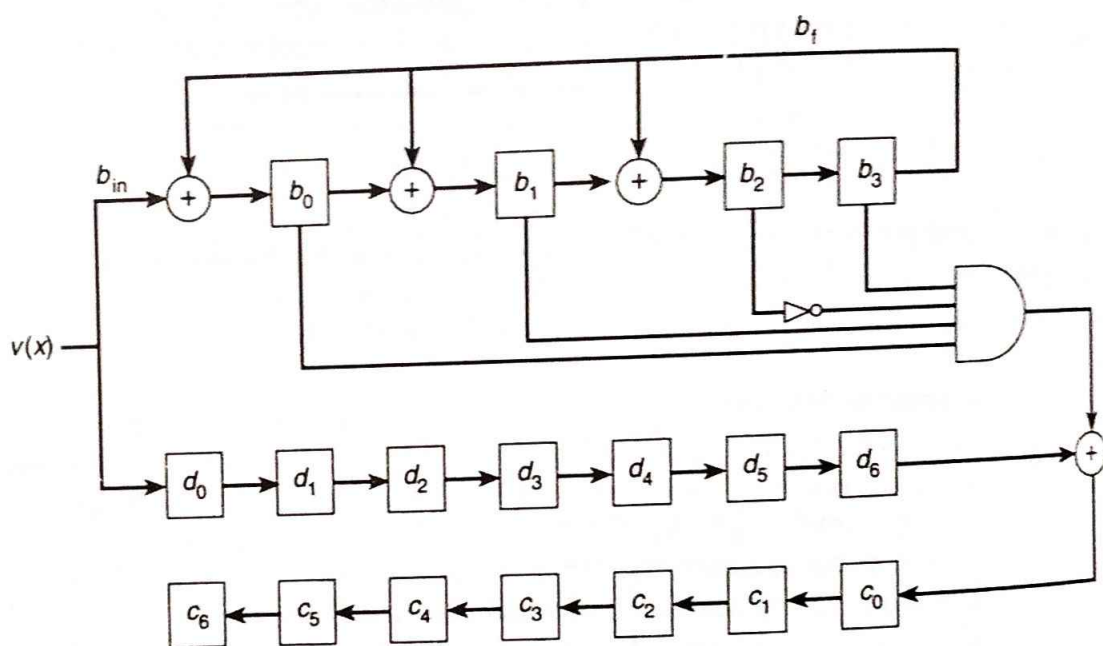 b_f
b_in
+ b_0 + b_1 + b_2 b_3
v(x)
+
d_0 d_1 d_2 d_3 d_4 d_5 d_6
c_6 c_5 c_4 c_3 c_2 c_1 c_0